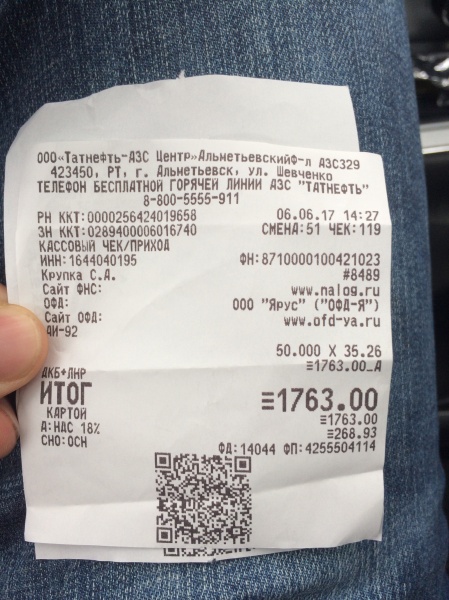 ООО«Татнефть-АЗС Центр»АльметьевскийФ-л АЗС329
423450, РТ, г. Альметьевск, ул. Шевченко
ТЕЛЕФОН БЕСПЛАТНОЙ ГОРЯЧЕЙ ЛИНИИ АЗС "ТАТНЕФТЬ"
8-800-5555-911
РН ККТ:0000256424019658 06.06.17 14:27
ЗН ККТ:0289400006016740 СМЕНА:51 ЧЕК:119
КАССОВЫЙ ЧЕК/ПРИХОД
ИНН:1644040195 ФН:8710000100421023
Крупка С.А. #8489
Сайт ФНС: www.nalog.ru
ОФД: ООО "Ярус" ("ОФД-Я")
Сайт ОФД: www.ofd-ya.ru
АИ-92
50.000 X 35.26
≡1763.00_А
ДКБ+ЛНР
ИТОГ ≡1763.00
КАРТОЙ ≡1763.00
А:НДС 18% ≡268.93
СНО:ОСН ФД:14044 ФП:4255504114